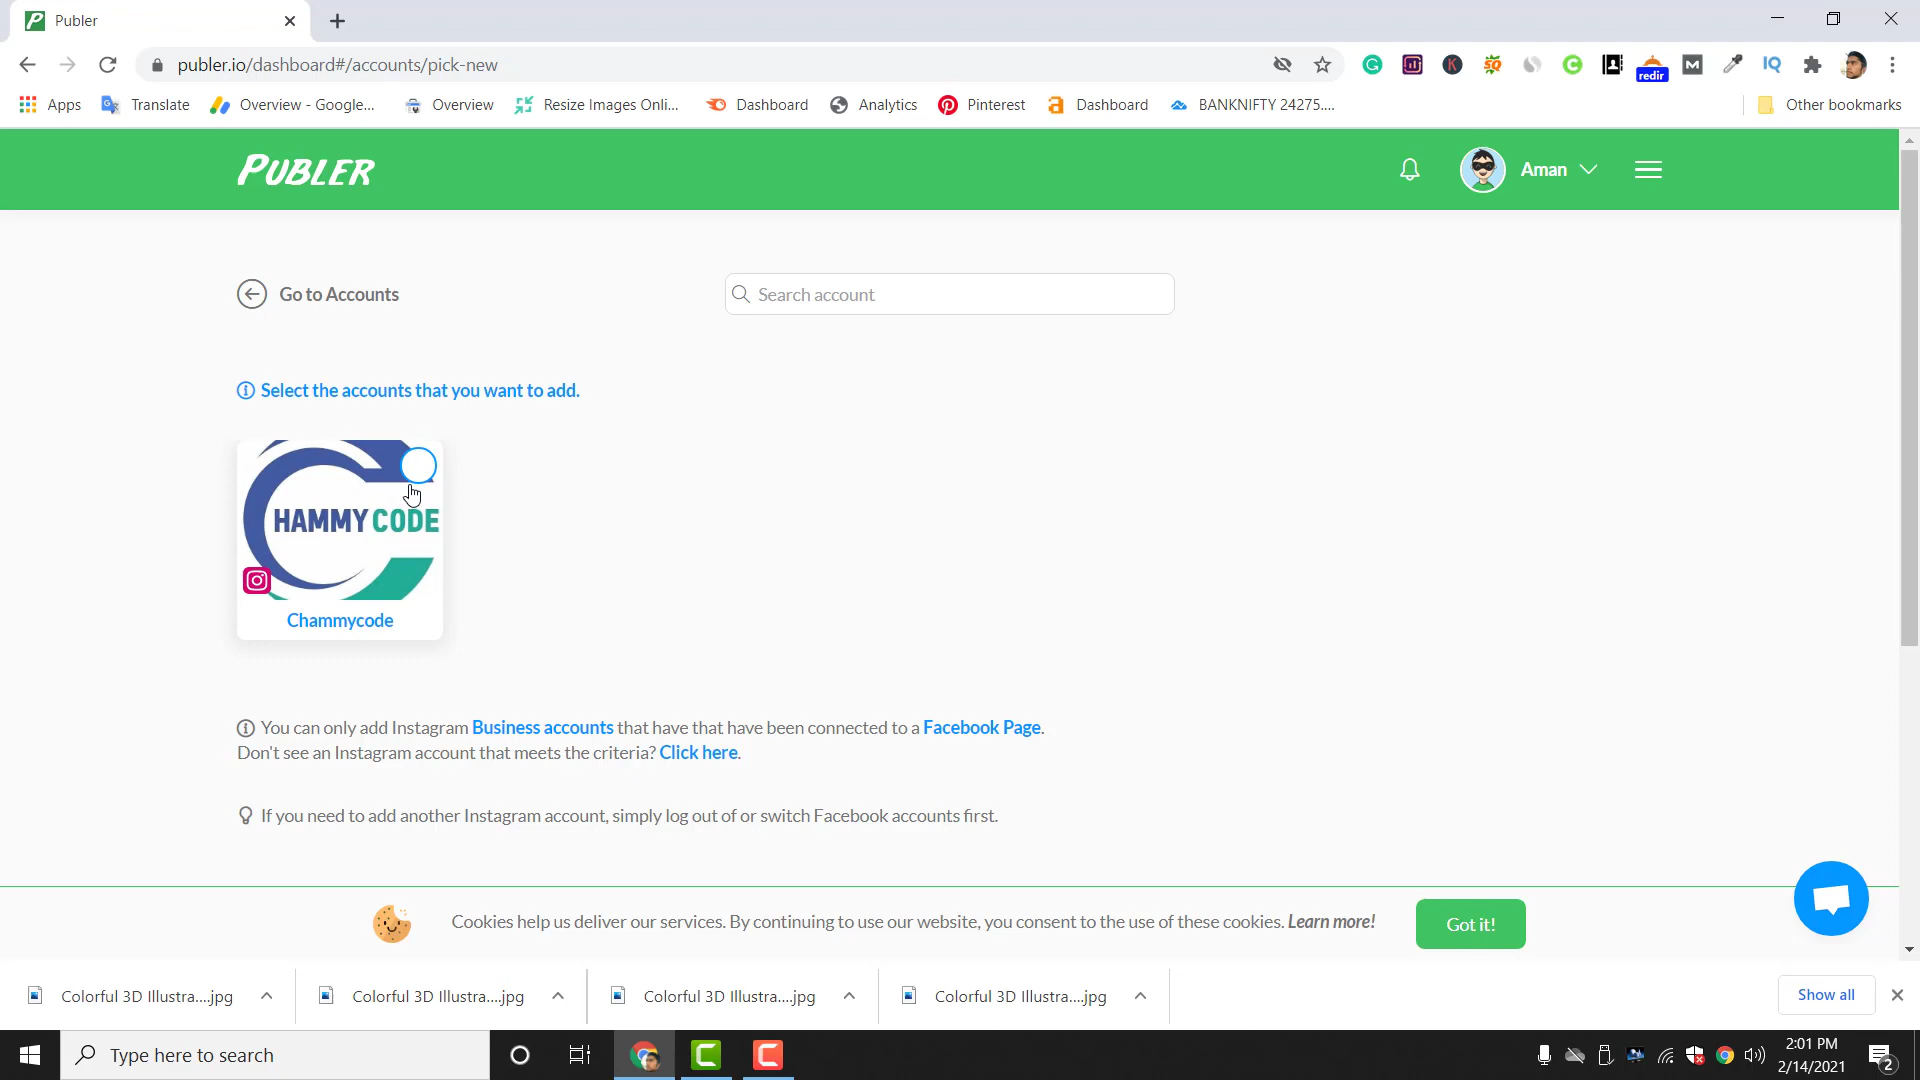 Publer
publer.io/dashboard#/accounts/pick-new
redir
Apps
Translate
Overview - Google...
Overview
Resize Images Onli...
Dashboard
Analytics
Pinterest
Dashboard
BANKNIFTY 24275....
Other bookmarks
PUBLER
Aman
Go to Accounts
Search account
Select the accounts that you want to add.
HAMMY CODE
Chammycode
You can only add Instagram Business accounts that have that have been connected to a Facebook Page.
Don't see an Instagram account that meets the criteria? Click here.
If you need to add another Instagram account, simply log out of or switch Facebook accounts first.
Cookies help us deliver our services. By continuing to use our website, you consent to the use of these cookies. Learn more!
Got it!
Colorful 3D Illustra....jpg
Colorful 3D Illustra....jpg
Colorful 3D Illustra....jpg
Colorful 3D Illustra....jpg
Show all
Type here to search
2:01 PM
2/14/2021
2